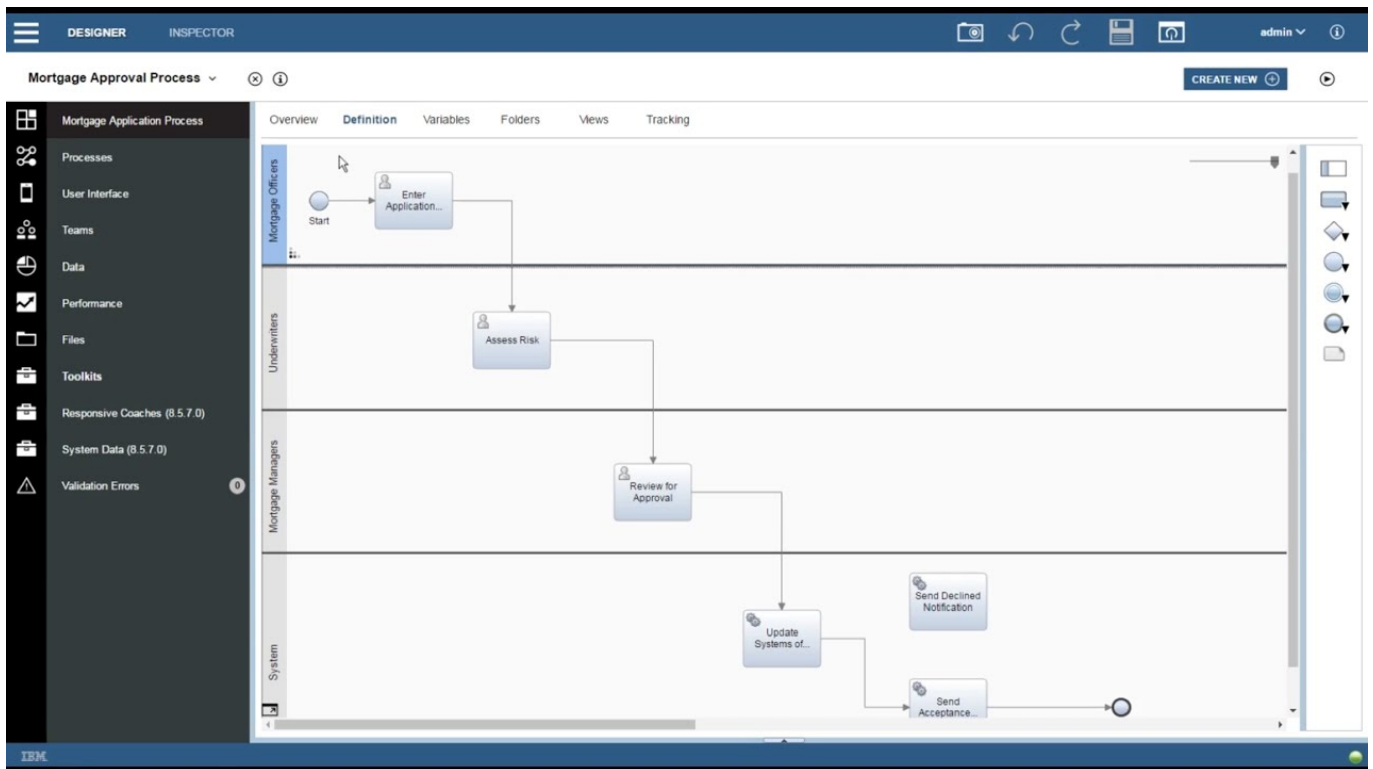 DESIGNER INSPECTOR admin
Mortgage Approval Process CREATE NEW
Mortgage Application Process
Processes
User Interface
Teams
Data
Performance
Files
Toolkits
Responsive Coaches (8.5.7.0)
System Data (8.5.7.0)
Validation Errors 0
Overview Definition Variables Folders Views Tracking
Mortgage Officers
Start
Enter
Application...
Underwriters
Assess Risk
Mortgage Managers
Review for
Approval
System
Update
Systems of...
Send Declined
Notification
Send
Acceptance...
IBM